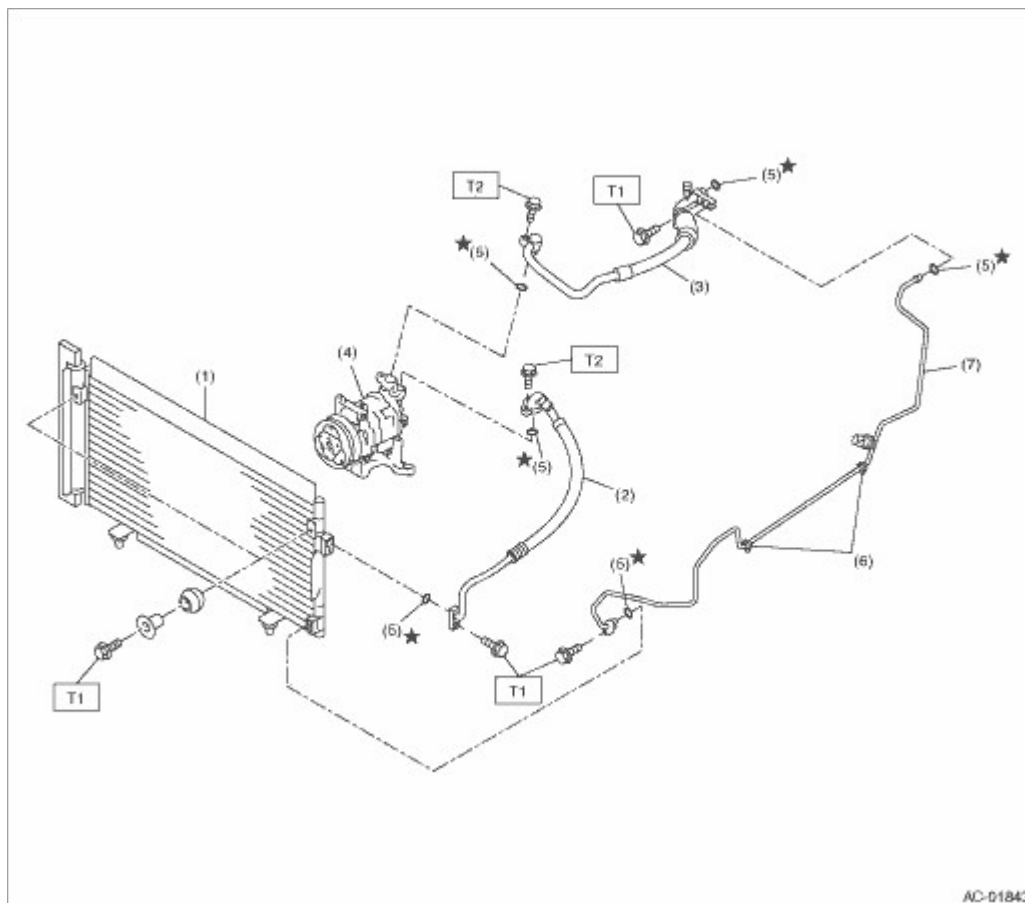 (5)★
T2
T1
★(5)
(3)
(5)★
(4)
T2
(1)
(7)
★(5)
(2)
(6)
(5)★
(5)★
T1
T1
AC-01843